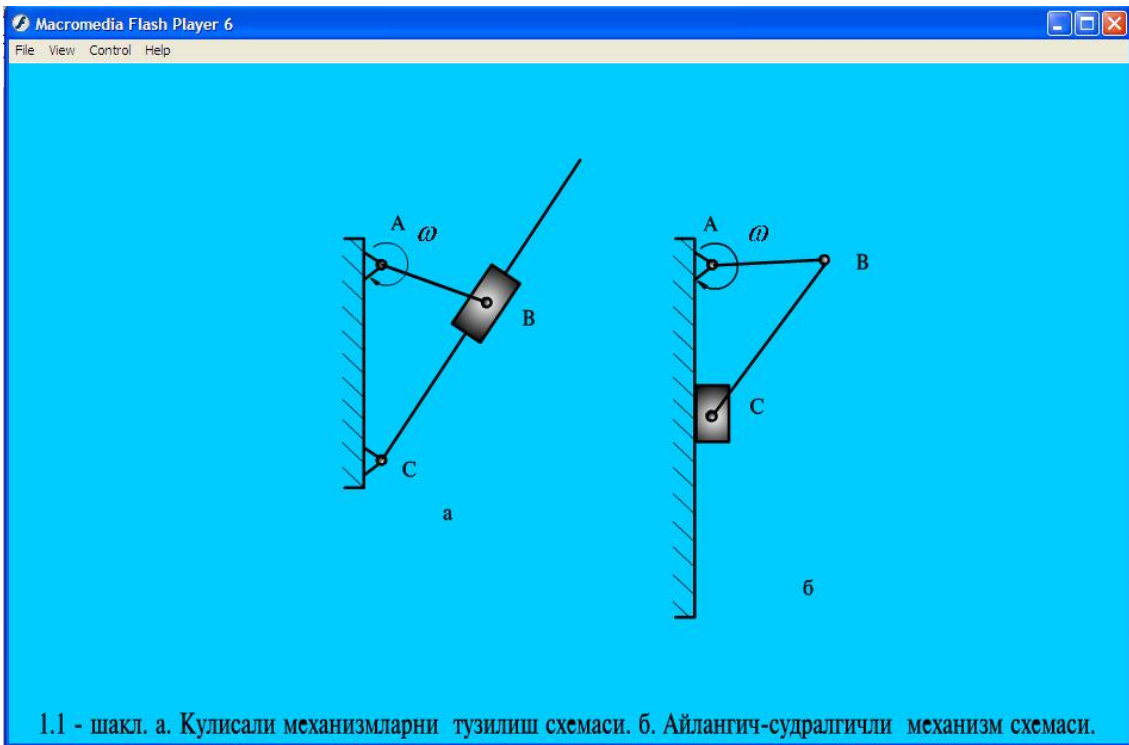 Macromedia Flash Player 6
File View Control Help
A ω
B
C
а
A ω
B
C
б
1.1 - шакл. а. Кулисали механизмларни тузилиш схемаси. б. Айлангич-судралгичли механизм схемаси.